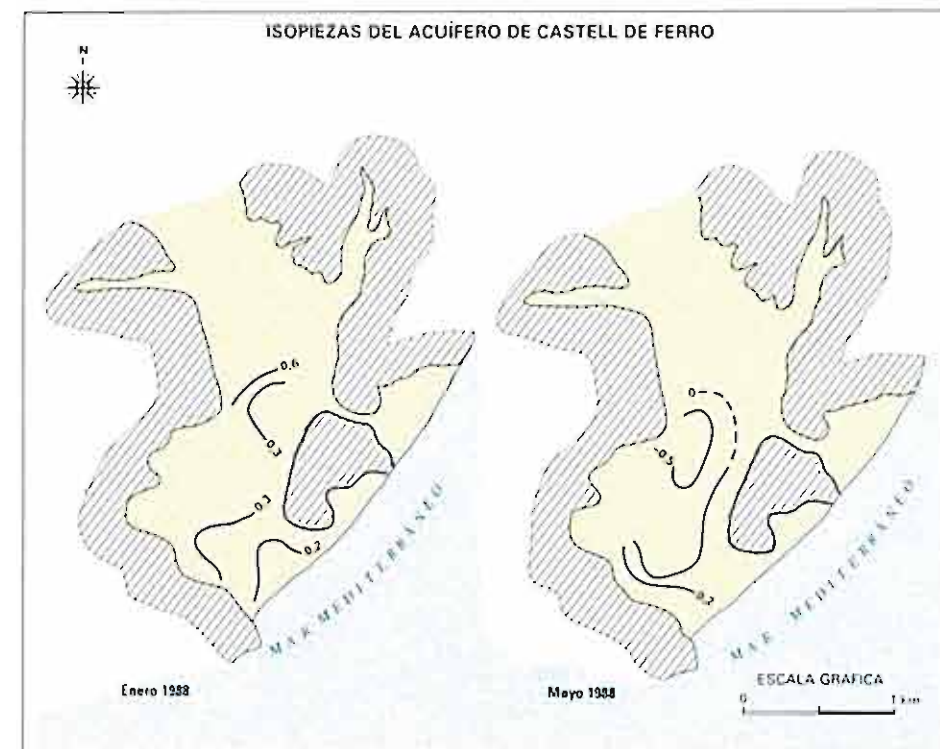 ISOPIEZAS DEL ACUÍFERO DE CASTELL DE FERRO
N
0.6
0.3
0.3
0.2
MAR MEDITERRÁNEO
Enero 1988
0
-0.5
0.2
MAR MEDITERRANEO
Mayo 1988
ESCALA GRAFICA
0
1 km